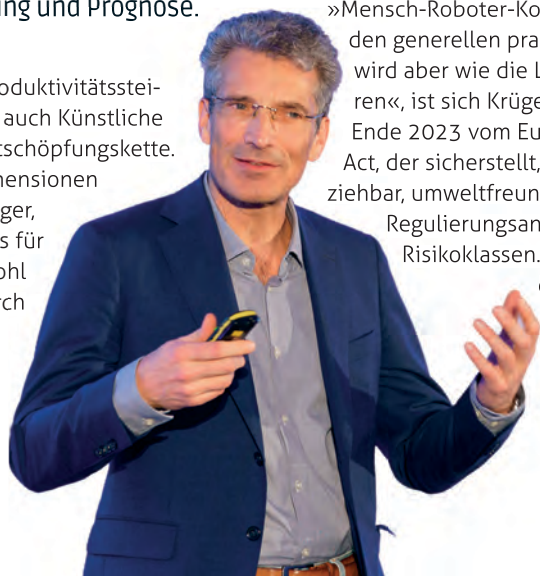 ng und Prognose.
oduktivitätsstei-
auch Künstliche
tschöpfungskette.
mensionen
ger,
s für
ohl
rch
»Mensch-Roboter-Ko
den generellen pra
wird aber wie die L
ren«, ist sich Krüge
Ende 2023 vom Eu
Act, der sicherstellt,
ziehbar, umweltfreun
Regulierungsan
Risikoklassen.